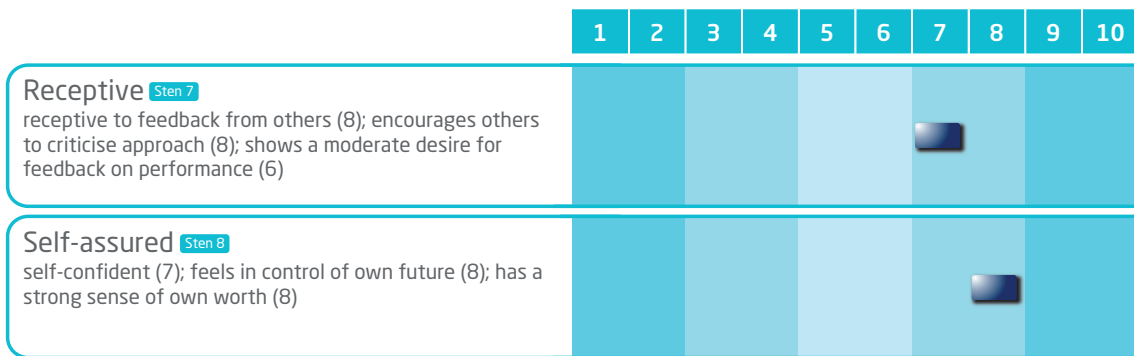 1 2 3 4 5 6 7 8 9 10
Receptive Sten 7
receptive to feedback from others (8); encourages others
to criticise approach (8); shows a moderate desire for
feedback on performance (6)
Self-assured Sten 8
self-confident (7); feels in control of own future (8); has a
strong sense of own worth (8)